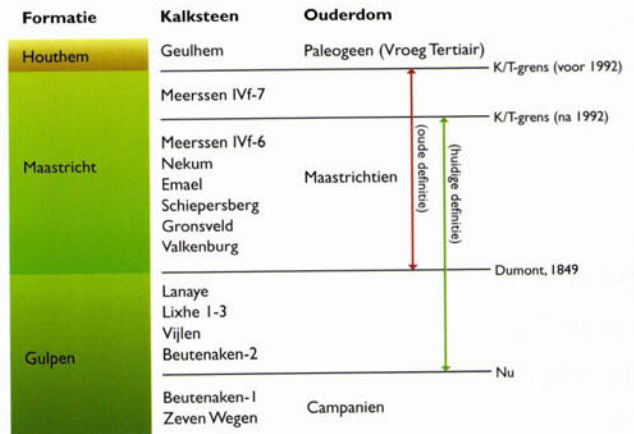 Formatie Kalksteen Ouderdom
Houthem Geulhem Paleogeen (Vroeg Tertiair)
K/T-grens (voor 1992)
Meerssen IVf-7
K/T-grens (na 1992)
Maastricht
Meerssen IVf-6
Nekum
Emael
Schiepersberg
Gronsveld
Valkenburg
Maastrichtien
(oude definitie)
(huidige definitie)
Dumont, 1849
Gulpen
Lanaye
Lixhe 1-3
Vijlen
Beutenaken-2
Nu
Beutenaken-1
Zeven Wegen
Campanien